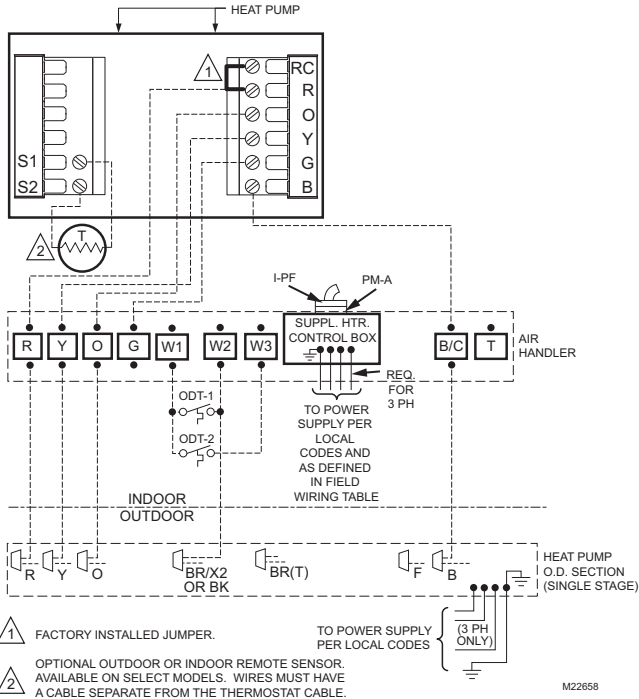 HEAT PUMP
1
RC
R
O
Y
S1
G
S2
B
T
2
I-PF
PM-A
SUPPL. HTR.
CONTROL BOX
R
Y
O
G
W1
W2
W3
B/C
T
AIR
HANDLER
REQ.
FOR
3 PH
ODT-1
ODT-2
TO POWER
SUPPLY PER
LOCAL
CODES AND
AS DEFINED
IN FIELD
WIRING TABLE
INDOOR
OUTDOOR
R
Y
O
BR/X2
OR BK
BR(T)
F
B
HEAT PUMP
O.D. SECTION
(SINGLE STAGE)
1 FACTORY INSTALLED JUMPER.
TO POWER SUPPLY
PER LOCAL CODES
(3 PH
ONLY)
2 OPTIONAL OUTDOOR OR INDOOR REMOTE SENSOR.
AVAILABLE ON SELECT MODELS. WIRES MUST HAVE
A CABLE SEPARATE FROM THE THERMOSTAT CABLE.
M22658